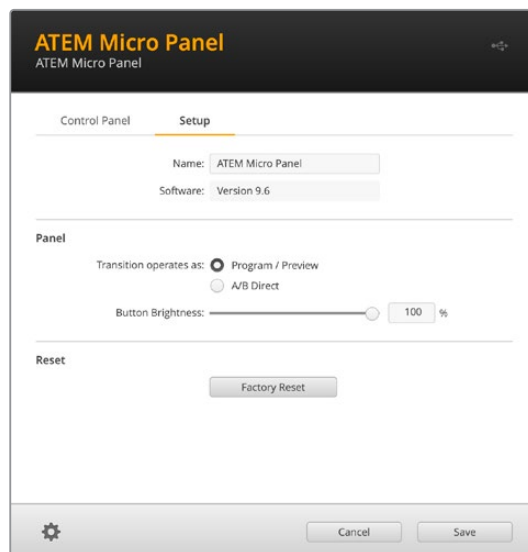 ATEM Micro Panel
ATEM Micro Panel
Control Panel Setup
Name: ATEM Micro Panel
Software: Version 9.6
Panel
Transition operates as: Program / Preview
A/B Direct
Button Brightness: 100 %
Reset
Factory Reset
Cancel Save